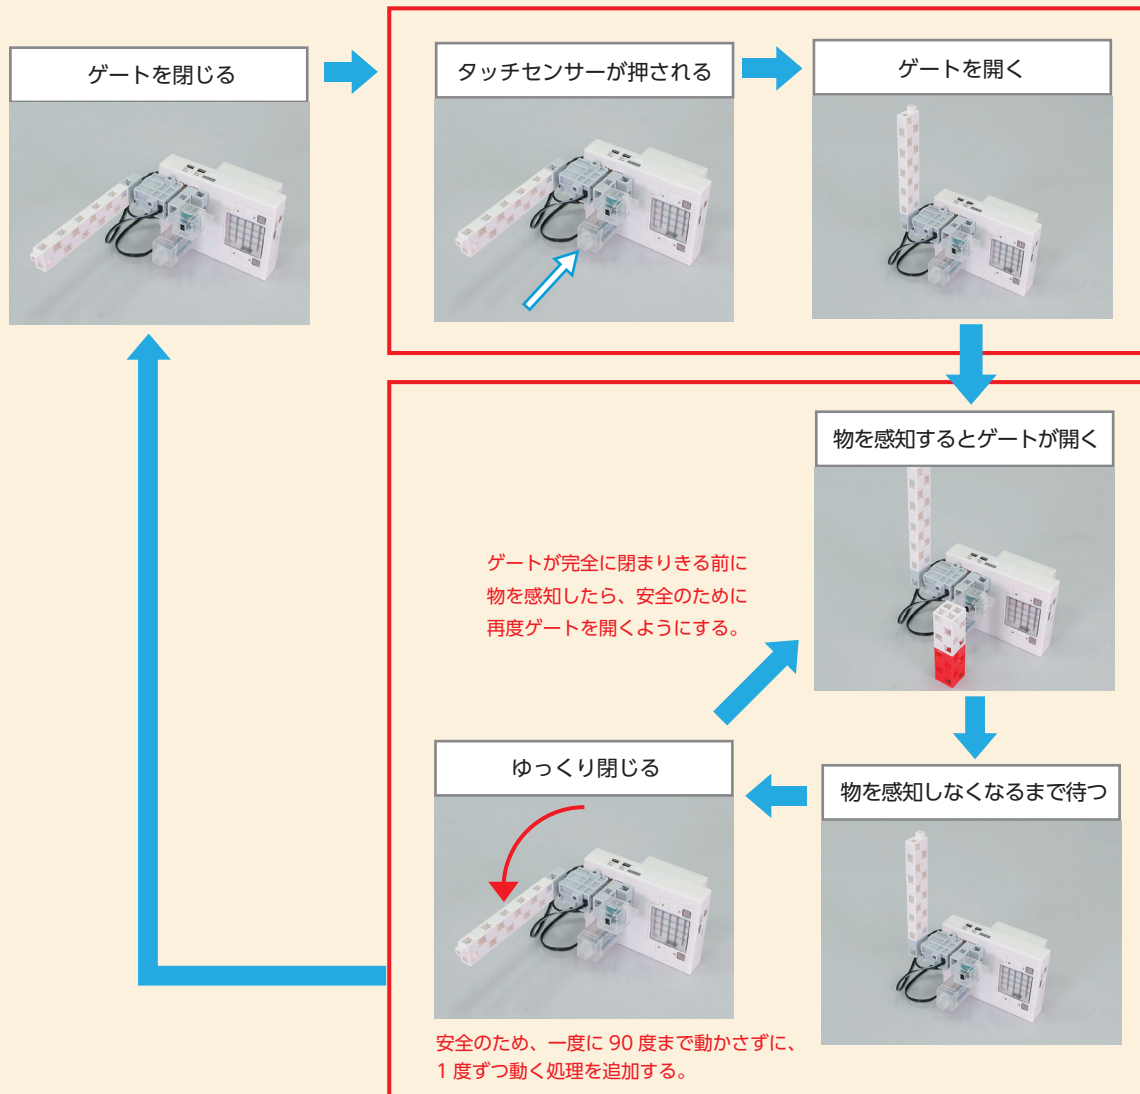 ゲートを閉じる
タッチセンサーが押される
ゲートを開く
物を感知するとゲートが開く
ゲートが完全に閉まりきる前に
物を感知したら、安全のために
再度ゲートを開くようにする。
ゆっくり閉じる
物を感知しなくなるまで待つ
安全のため、一度に 90 度まで動かさずに、
1 度ずつ動く処理を追加する。